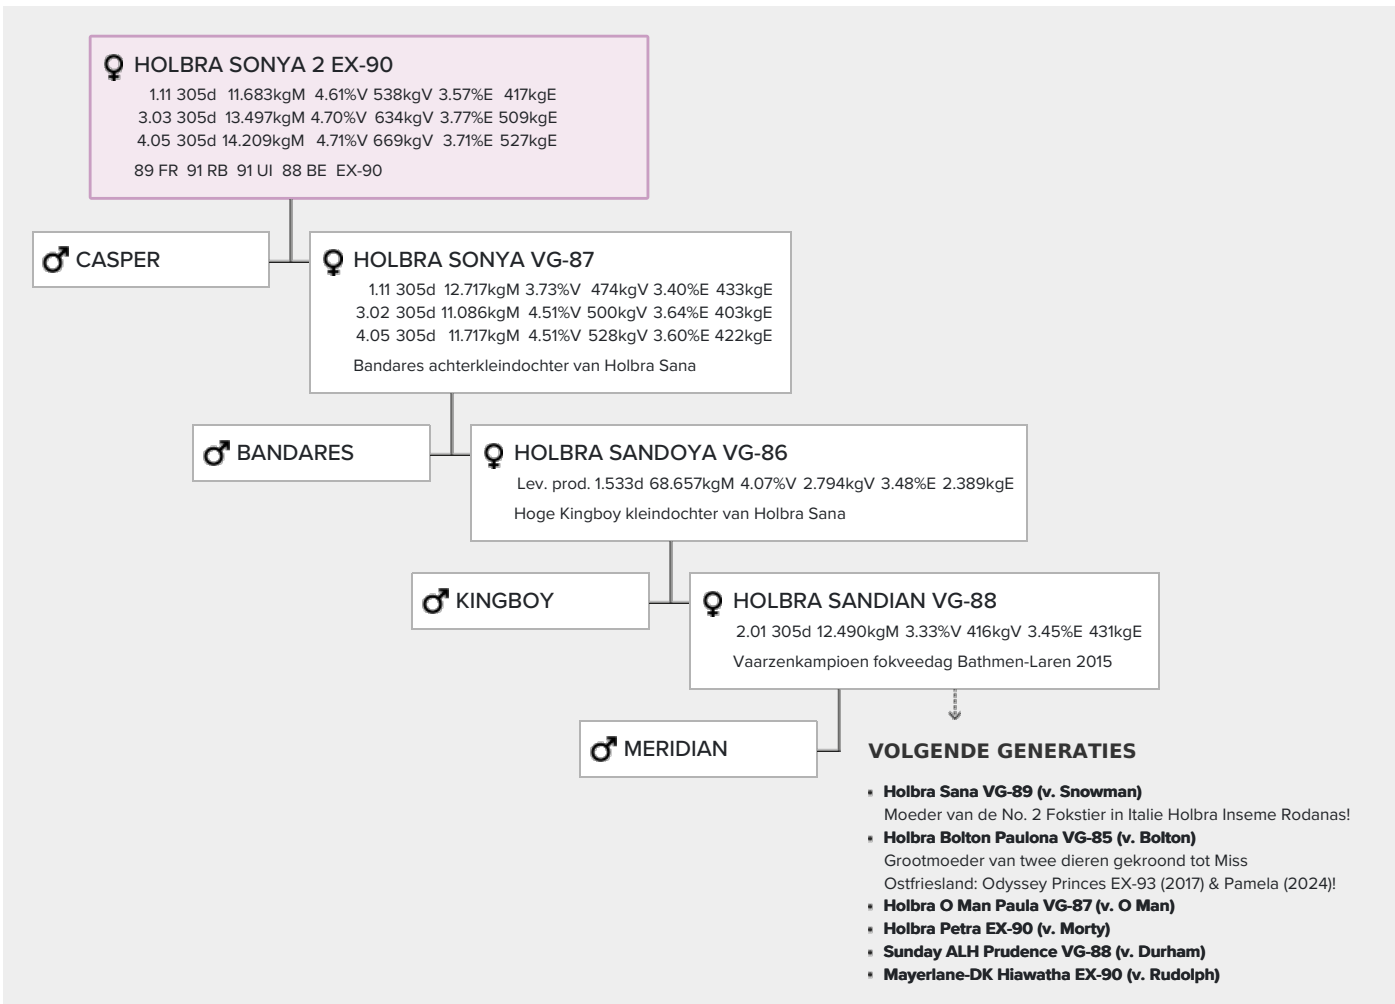 HOLBRA SONYA 2 EX-90
1.11 305d 11.683kgM 4.61%V 538kgV 3.57%E 417kgE
3.03 305d 13.497kgM 4.70%V 634kgV 3.77%E 509kgE
4.05 305d 14.209kgM 4.71%V 669kgV 3.71%E 527kgE
89 FR 91 RB 91 UI 88 BE EX-90
CASPER
HOLBRA SONYA VG-87
1.11 305d 12.717kgM 3.73%V 474kgV 3.40%E 433kgE
3.02 305d 11.086kgM 4.51%V 500kgV 3.64%E 403kgE
4.05 305d 11.717kgM 4.51%V 528kgV 3.60%E 422kgE
Bandares achterkleindochter van Holbra Sana
BANDARES
HOLBRA SANDOYA VG-86
Lev. prod. 1.533d 68.657kgM 4.07%V 2.794kgV 3.48%E 2.389kgE
Hoge Kingboy kleindochter van Holbra Sana
KINGBOY
HOLBRA SANDIAN VG-88
2.01 305d 12.490kgM 3.33%V 416kgV 3.45%E 431kgE
Vaarzenkampioen fokveedag Bathmen-Laren 2015
MERIDIAN
VOLGENDE GENERATIES
Holbra Sana VG-89 (v. Snowman)
Moeder van de No. 2 Fokstier in Italie Holbra Inseme Rodanas!
Holbra Bolton Paulona VG-85 (v. Bolton)
Grootmoeder van twee dieren gekroond tot Miss
Ostfriesland: Odyssey Princes EX-93 (2017) & Pamela (2024)!
Holbra O Man Paula VG-87 (v. O Man)
Holbra Petra EX-90 (v. Morty)
Sunday ALH Prudence VG-88 (v. Durham)
Mayerlane-DK Hiawatha EX-90 (v. Rudolph)